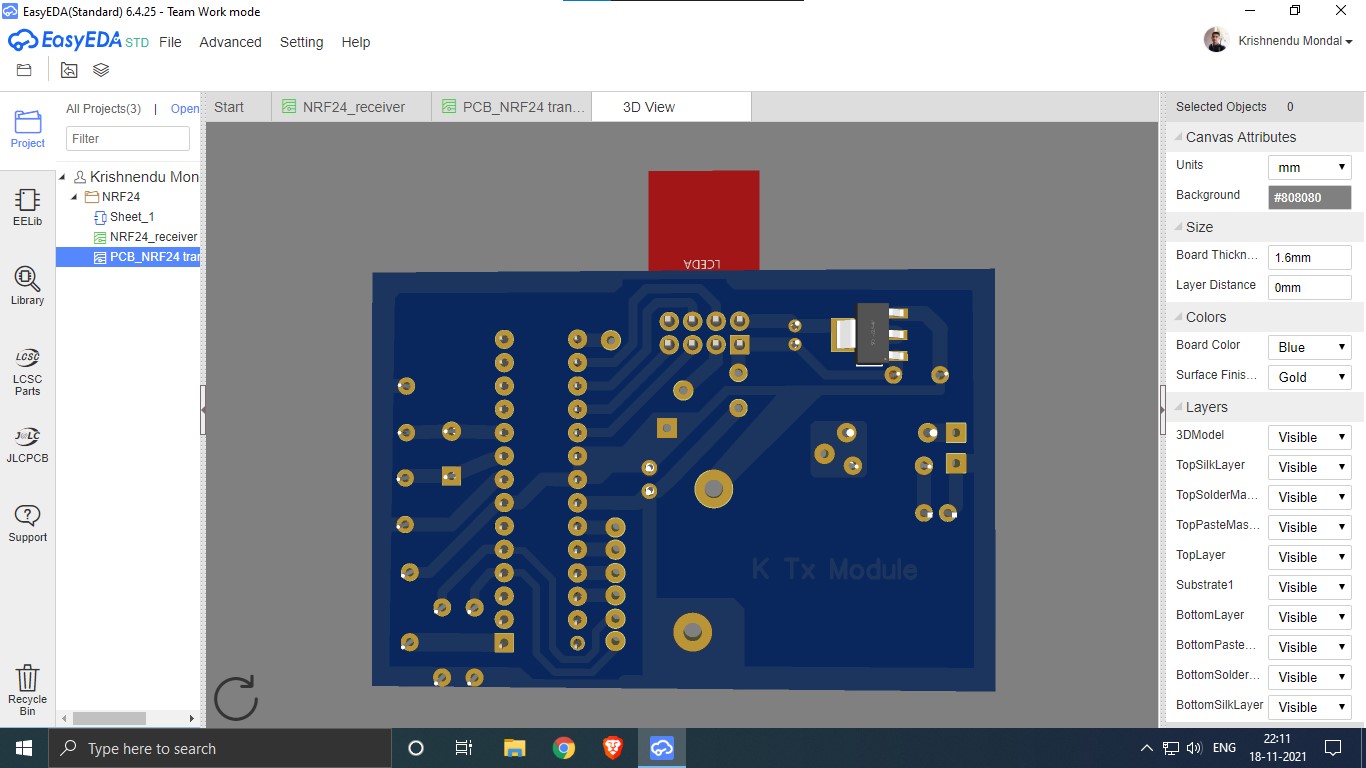 EasyEDA(Standard) 6.4.25 - Team Work mode
EasyEDA STD File Advanced Setting Help
Krishnendu Mondal
All Projects(3) | Open
Start
NRF24_receiver
PCB_NRF24 tran...
3D View
Selected Objects 0
Project
Filter
Canvas Attributes
Units mm
Background #808080
Krishnendu Mond
NRF24
Sheet_1
NRF24_receiver
PCB_NRF24 tran
EELib
Library
LCSC
LCSC
Parts
J@LC
JLCPCB
Support
Recycle
Bin
LCEDA
K Tx Module
Size
Board Thickn... 1.6mm
Layer Distance 0mm
Colors
Board Color Blue
Surface Finis... Gold
Layers
3DModel Visible
TopSilkLayer Visible
TopSolderMa... Visible
TopPasteMas... Visible
TopLayer Visible
Substrate1 Visible
BottomLayer Visible
BottomPaste... Visible
BottomSolder... Visible
BottomSilkLayer Visible
Type here to search
ENG
22:11
18-11-2021